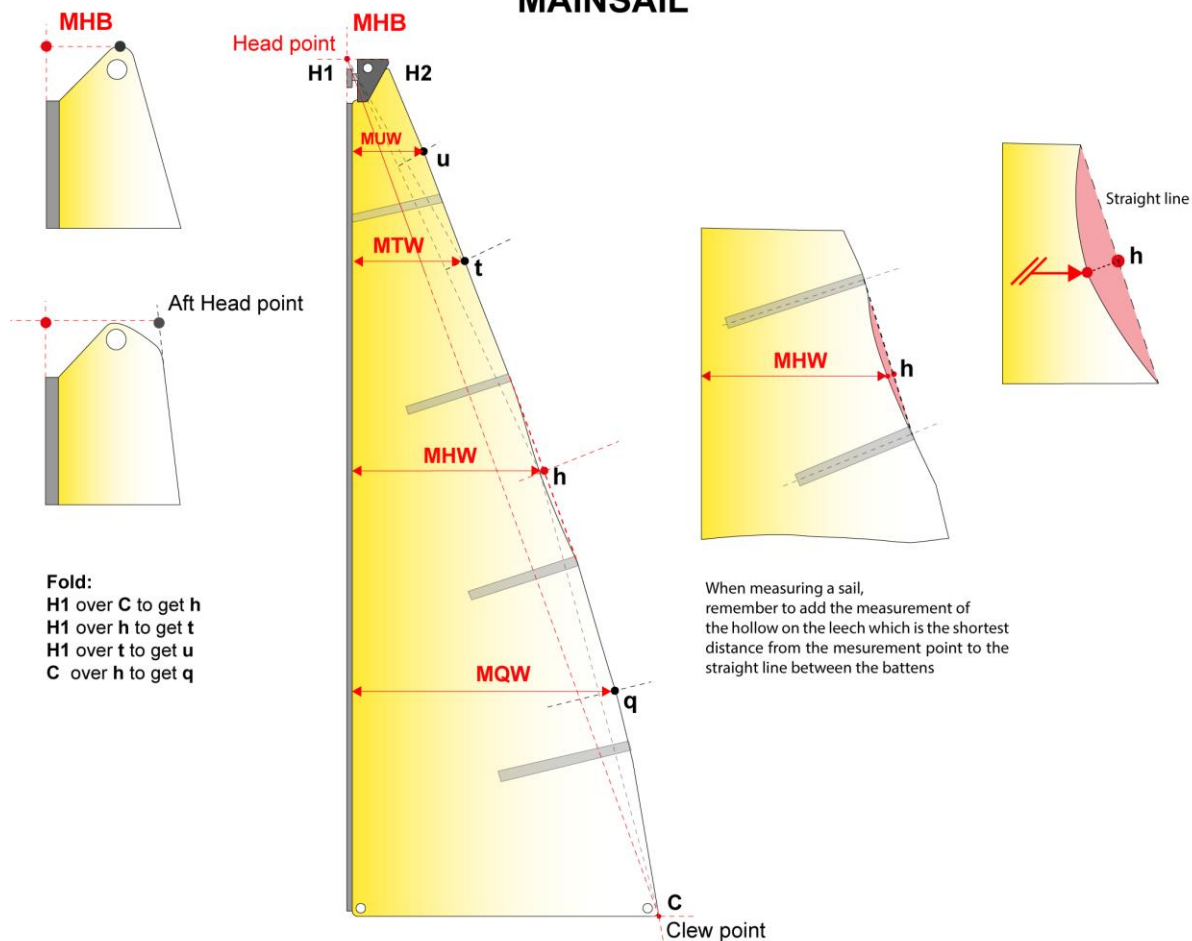 MAINSAIL
MHB
MHB
Head point
H1
H2
MUW
u
Straight line
h
MTW
t
Aft Head point
MHW
h
MHW
h
Fold:
H1 over C to get h
H1 over h to get t
H1 over t to get u
C over h to get q
When measuring a sail,
remember to add the measurement of
the hollow on the leech which is the shortest
distance from the mesurement point to the
straight line between the battens
MQW
q
C
Clew point